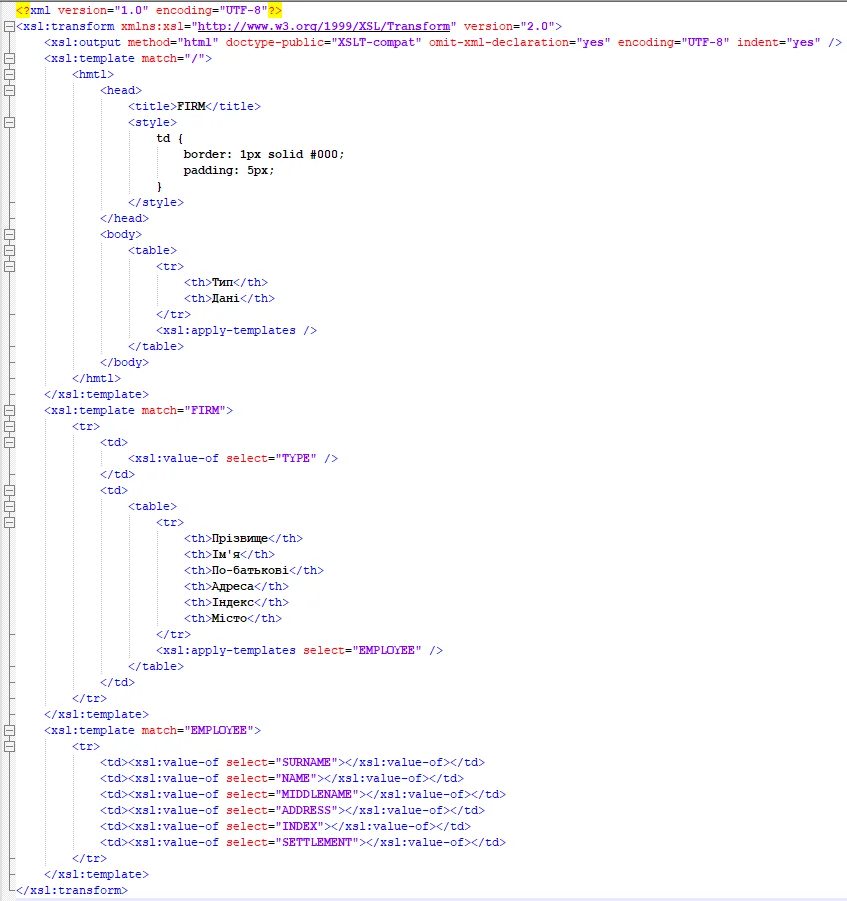 <?xml version="1.0" encoding="UTF-8"?>
<xsl:transform xmlns:xsl="http://www.w3.org/1999/XSL/Transform" version="2.0">
<xsl:output method="html" doctype-public="XSLT-compat" omit-xml-declaration="yes" encoding="UTF-8" indent="yes" />
<xsl:template match="/">
<hmtl>
<head>
<title>FIRM</title>
<style>
td {
border: 1px solid #000;
padding: 5px;
}
</style>
</head>
<body>
<table>
<tr>
<th>Тип</th>
<th>Дані</th>
</tr>
<xsl:apply-templates />
</table>
</body>
</hmtl>
</xsl:template>
<xsl:template match="FIRM">
<tr>
<td>
<xsl:value-of select="TYPE" />
</td>
<td>
<table>
<tr>
<th>Прізвище</th>
<th>Ім'я</th>
<th>По-батькові</th>
<th>Адреса</th>
<th>Індекс</th>
<th>Місто</th>
</tr>
<xsl:apply-templates select="EMPLOYEE" />
</table>
</td>
</tr>
</xsl:template>
<xsl:template match="EMPLOYEE">
<tr>
<td><xsl:value-of select="SURNAME"></xsl:value-of></td>
<td><xsl:value-of select="NAME"></xsl:value-of></td>
<td><xsl:value-of select="MIDDLENAME"></xsl:value-of></td>
<td><xsl:value-of select="ADDRESS"></xsl:value-of></td>
<td><xsl:value-of select="INDEX"></xsl:value-of></td>
<td><xsl:value-of select="SETTLEMENT"></xsl:value-of></td>
</tr>
</xsl:template>
</xsl:transform>